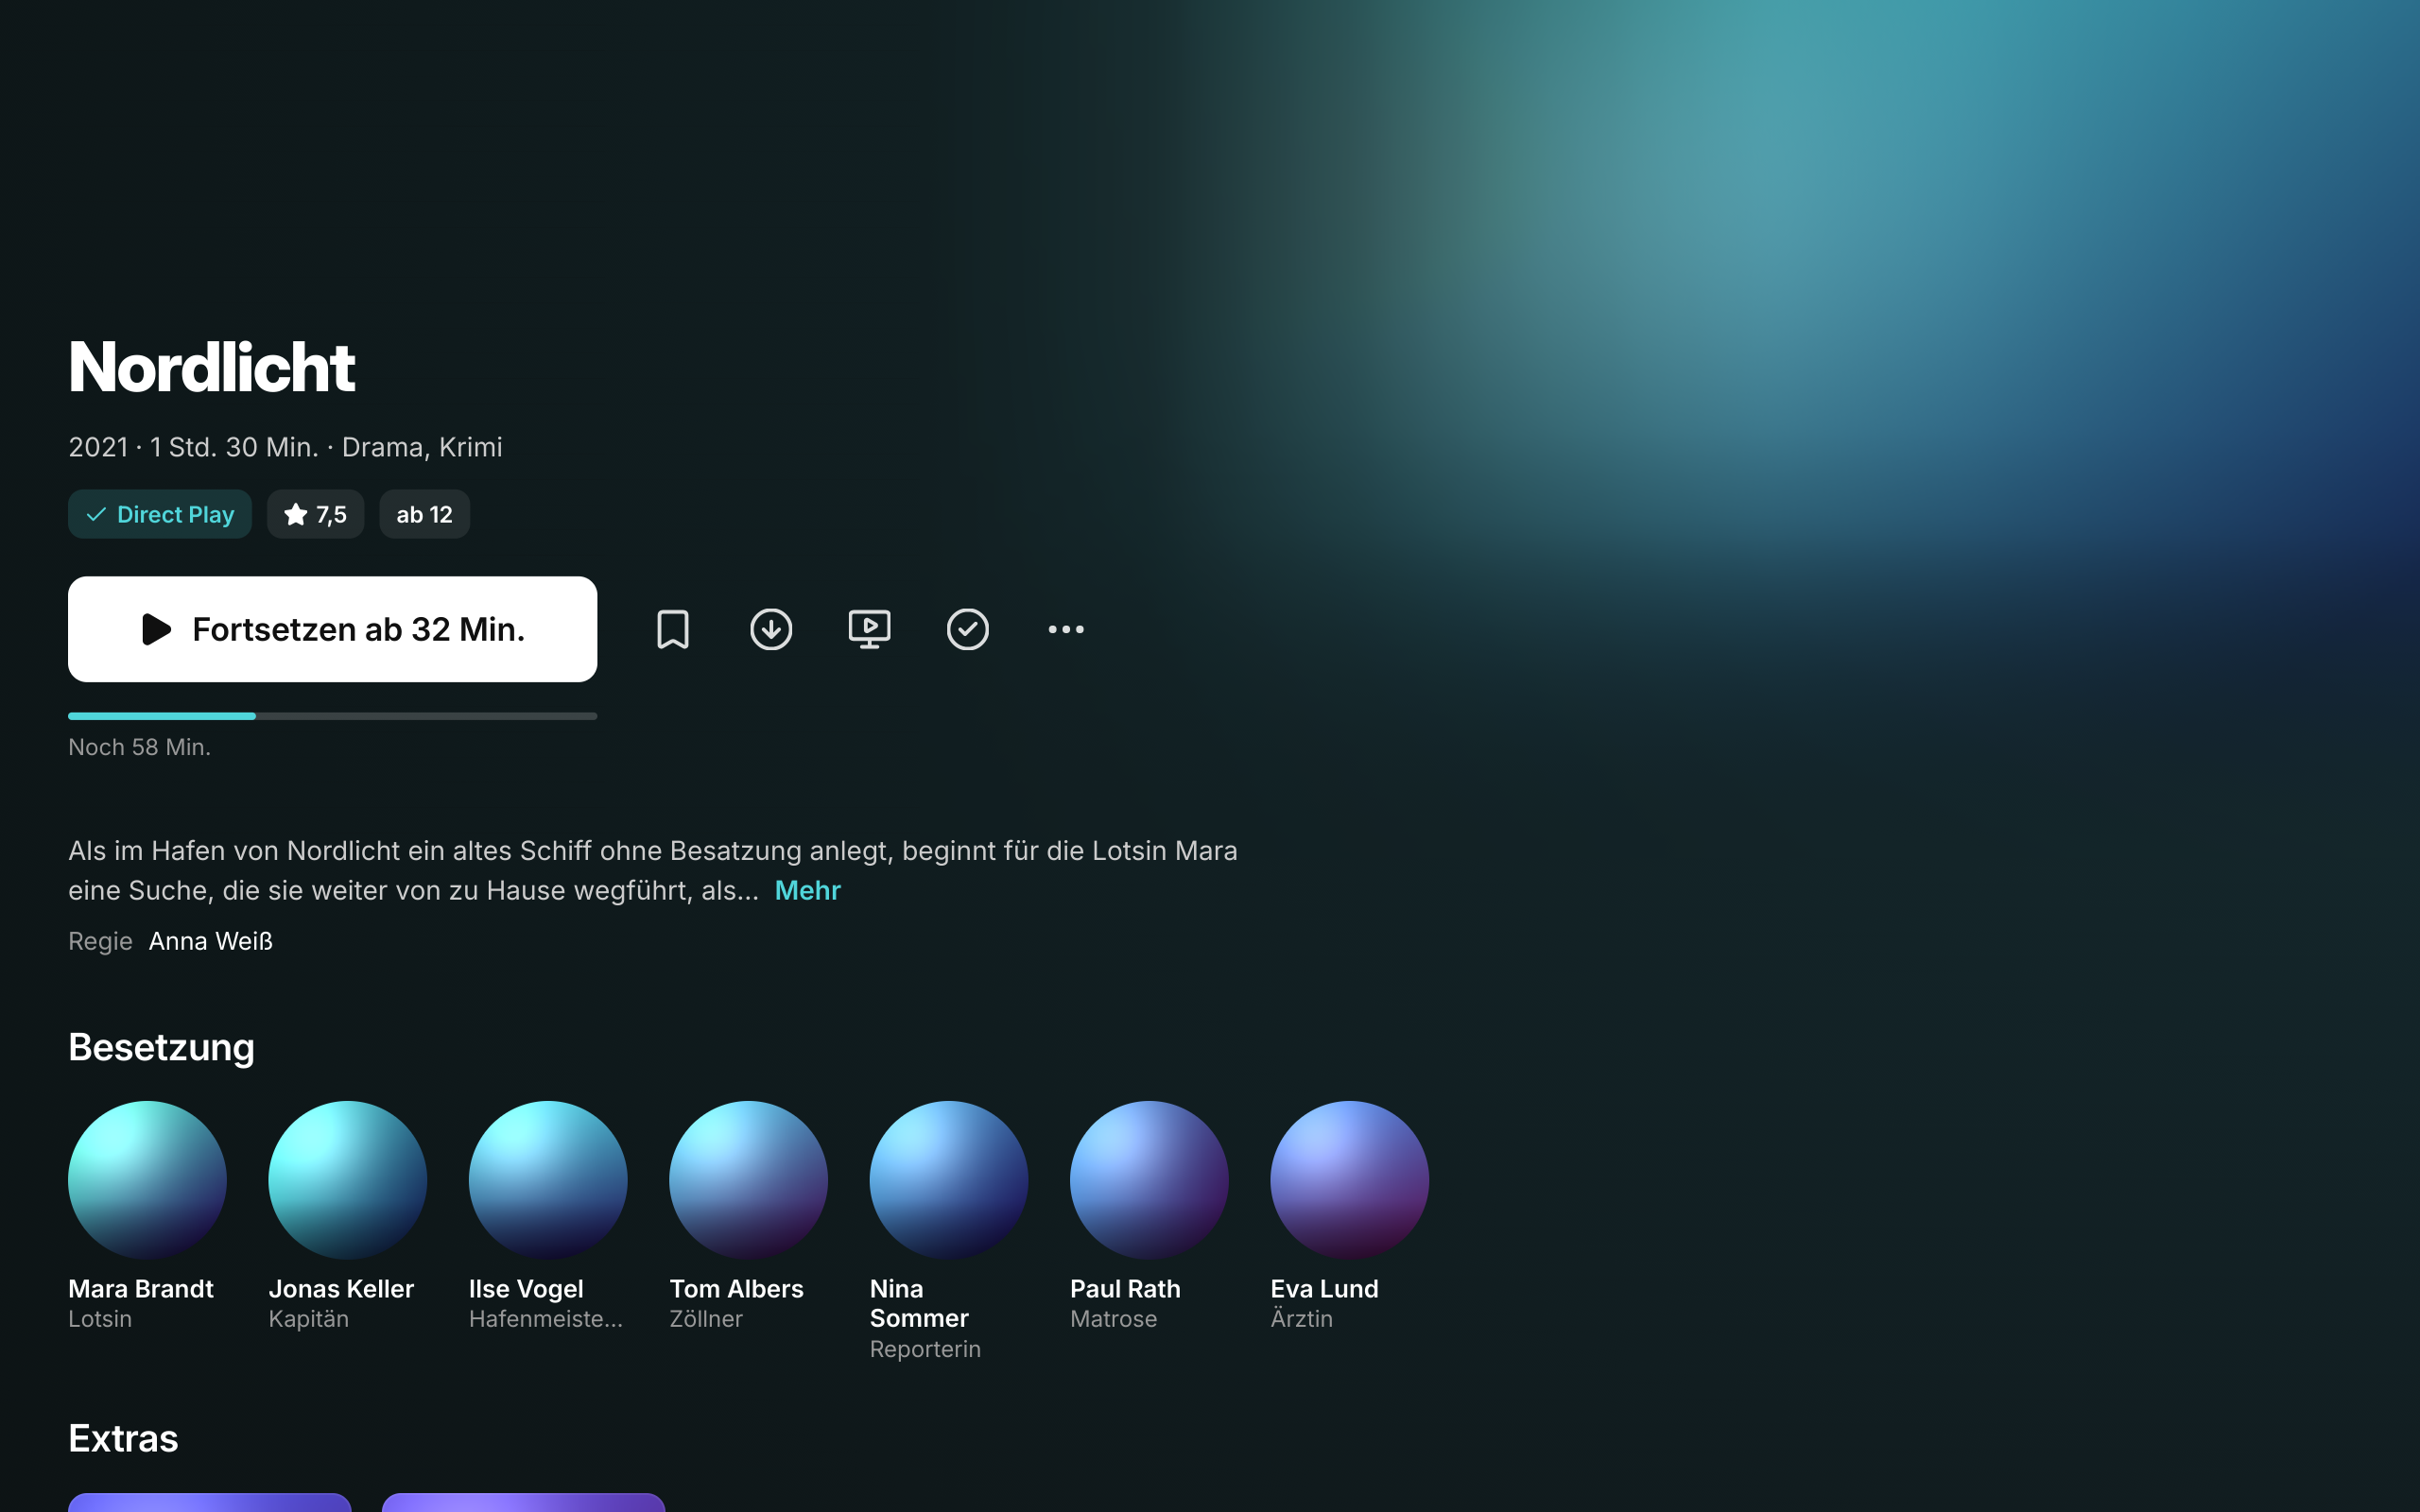 Nordlicht
2021 · 1 Std. 30 Min. · Drama, Krimi
Direct Play
7,5
ab 12
Fortsetzen ab 32 Min.
Noch 58 Min.
Als im Hafen von Nordlicht ein altes Schiff ohne Besatzung anlegt, beginnt für die Lotsin Mara
eine Suche, die sie weiter von zu Hause wegführt, als… Mehr
Regie Anna Weiß
Besetzung
Mara Brandt
Lotsin
Jonas Keller
Kapitän
Ilse Vogel
Hafenmeiste…
Tom Albers
Zöllner
Nina
Sommer
Reporterin
Paul Rath
Matrose
Eva Lund
Ärztin
Extras